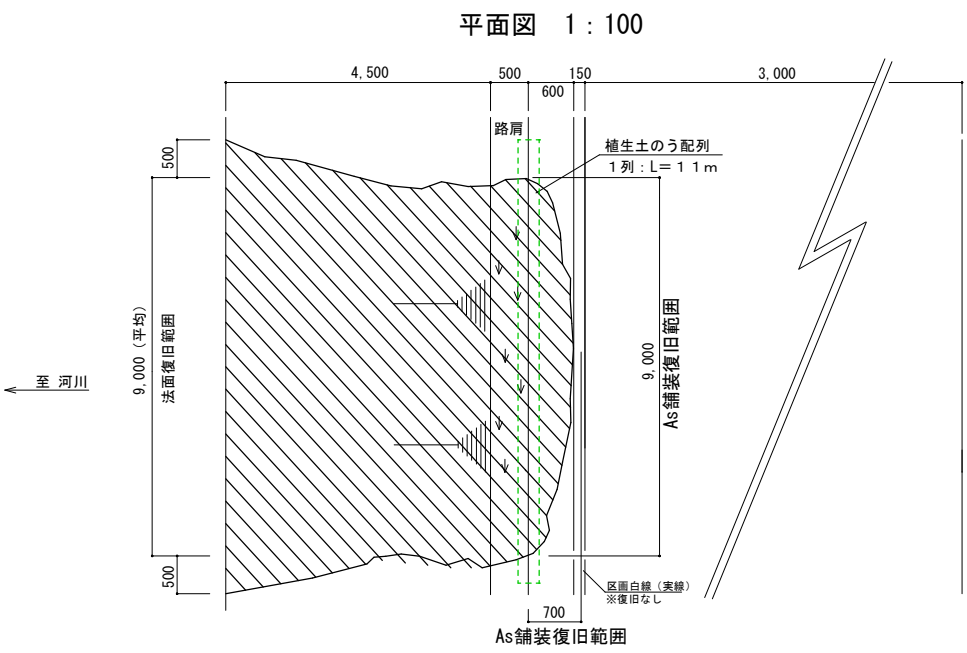 平面図 1：100
4,500
500
150
3,000
600
路肩
植生土のう配列
1列：L＝11m
500
9,000（平均）
法面復旧範囲
9,000
As舗装復旧範囲
至 河川
500
区画白線（実線）
※復旧なし
700
As舗装復旧範囲